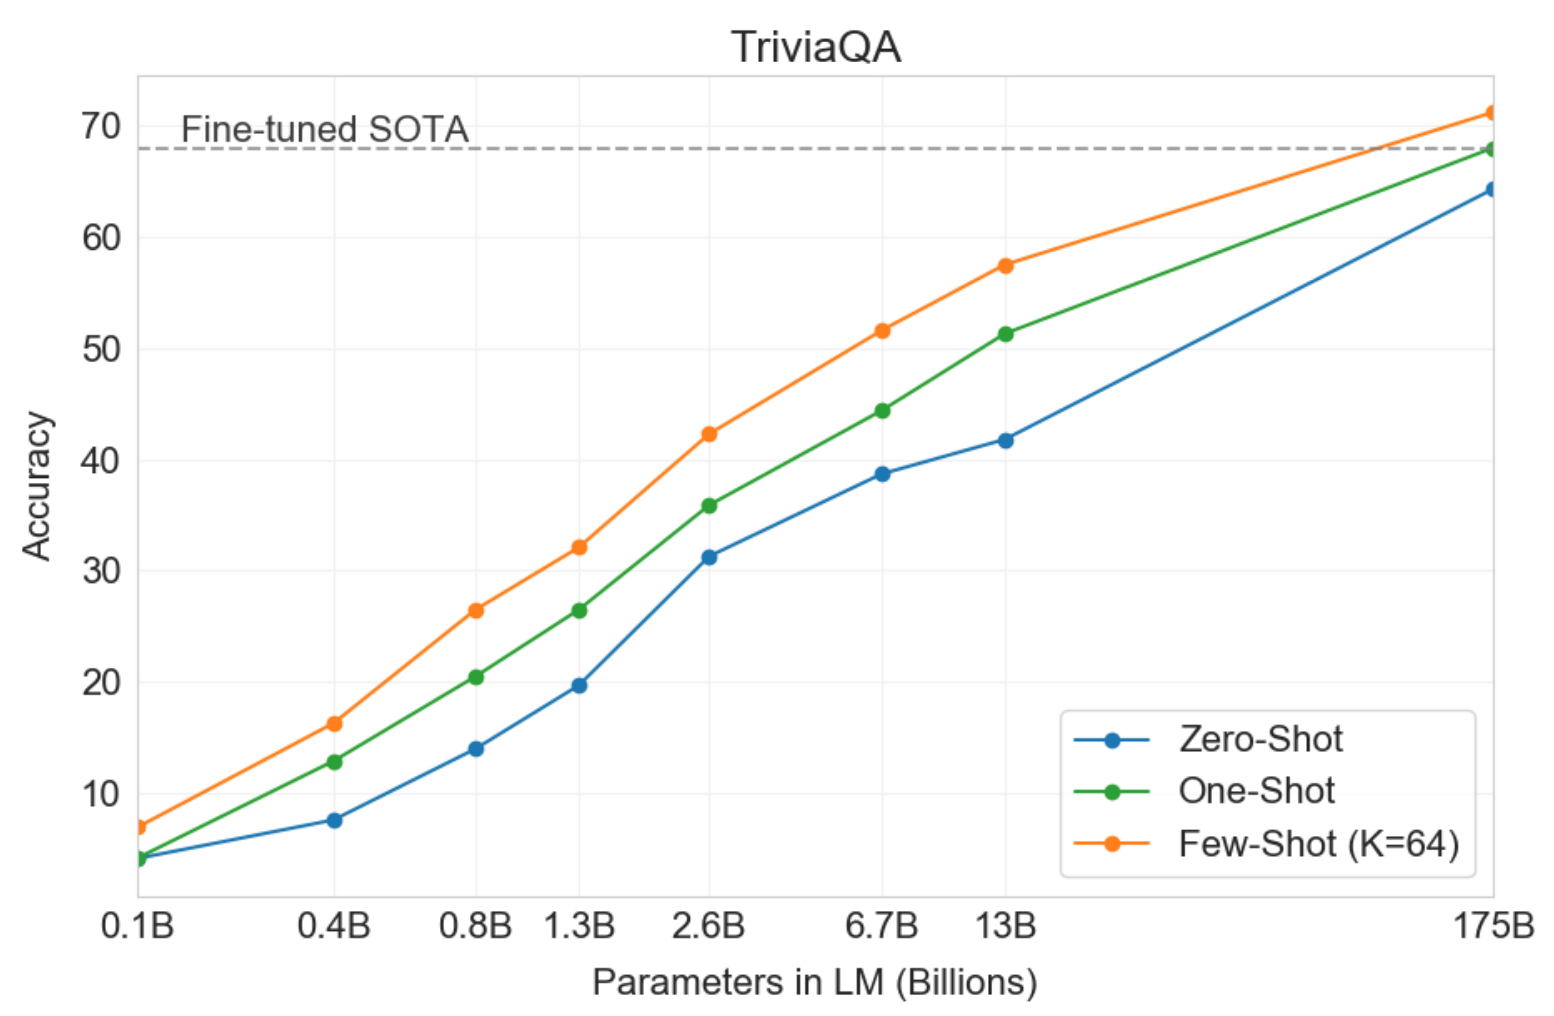 TriviaQA
Fine-tuned SOTA
70
60
50
40
30
20
10
Accuracy
0.1B 0.4B 0.8B 1.3B 2.6B 6.7B 13B 175B
Parameters in LM (Billions)
Zero-Shot
One-Shot
Few-Shot (K=64)